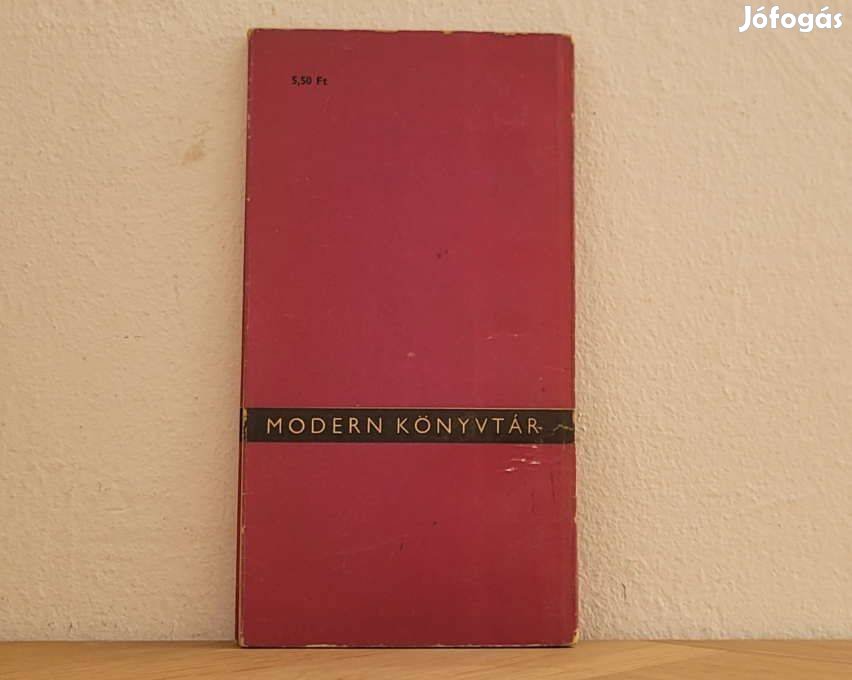 Jófogás
5,50 Ft
MODERN KÖNYVTÁR